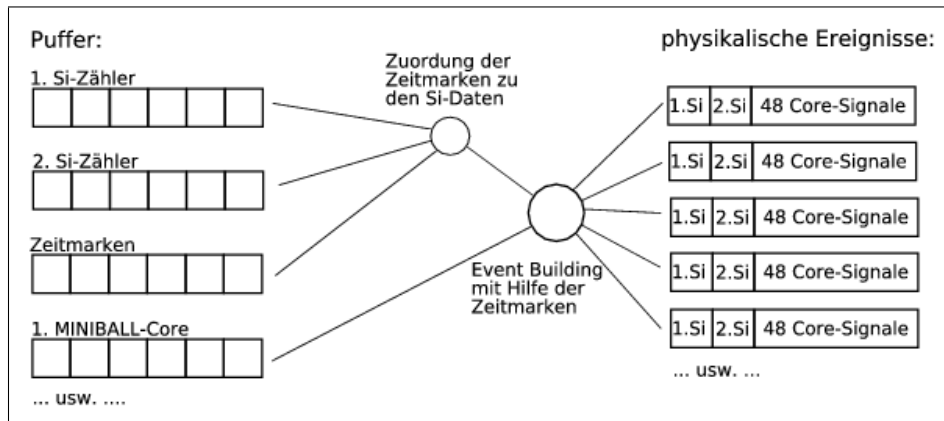 Puffer:
1. Si-Zähler
2. Si-Zähler
Zeitmarken
1. MINIBALL-Core
... usw. ....
Zuordung der
Zeitmarken zu
den Si-Daten
Event Building
mit Hilfe der
Zeitmarken
physikalische Ereignisse:
1.Si 2.Si 48 Core-Signale
1.Si 2.Si 48 Core-Signale
1.Si 2.Si 48 Core-Signale
1.Si 2.Si 48 Core-Signale
1.Si 2.Si 48 Core-Signale
... usw. ...